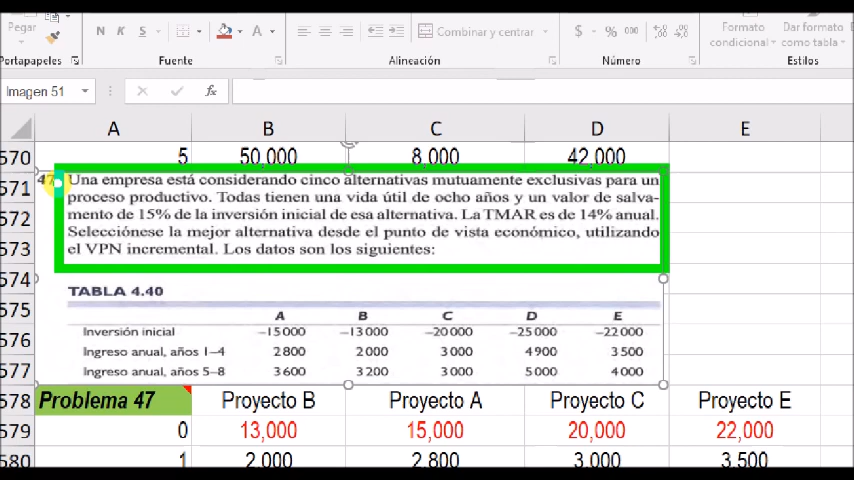 Pegar
N K S
A
Combinar y centrar
$ % 000
Formato condicional
Dar formato como tabla
Portapapeles
Fuente
Alineación
Número
Estilos
Imagen 51
fx
A B C D E
570 5 50,000 8,000 42,000
571
572
573
574
575
576
577
47 Una empresa está considerando cinco alternativas mutuamente exclusivas para un
proceso productivo. Todas tienen una vida útil de ocho años y un valor de salva-
mento de 15% de la inversión inicial de esa alternativa. La TMAR es de 14% anual.
Selecciónese la mejor alternativa desde el punto de vista económico, utilizando
el VPN incremental. Los datos son los siguientes:
TABLA 4.40
A B C D E
Inversión inicial –15000 –13000 –20000 –25000 –22000
Ingreso anual, años 1–4 2800 2000 3000 4900 3500
Ingreso anual, años 5–8 3600 3200 3000 5000 4000
578 Problema 47 Proyecto B Proyecto A Proyecto C Proyecto E
579 0 13,000 15,000 20,000 22,000
580 1 2,000 2,800 3,000 3,500